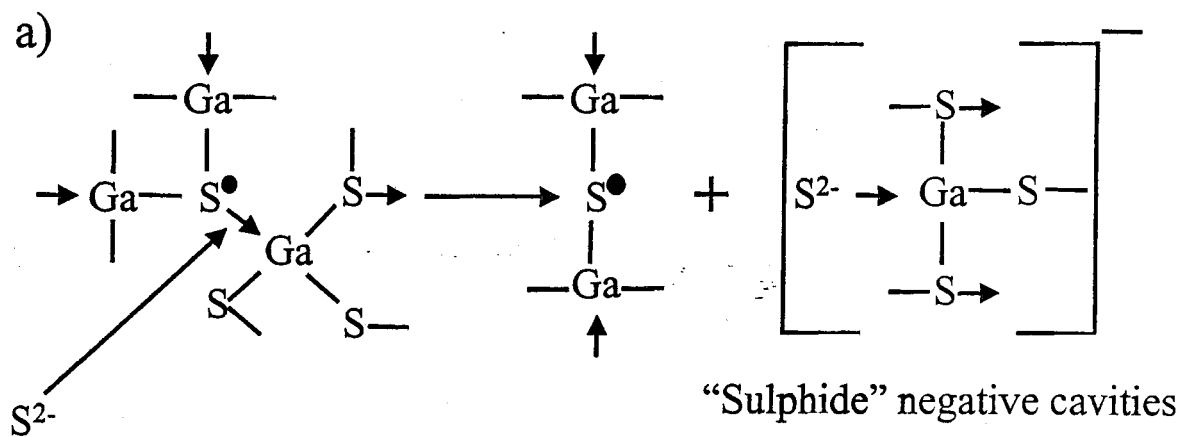 a)
Ga Ga S
Ga S● S S● + S²⁻ Ga S
Ga
Ga S
S S
S²⁻
“Sulphide” negative cavities